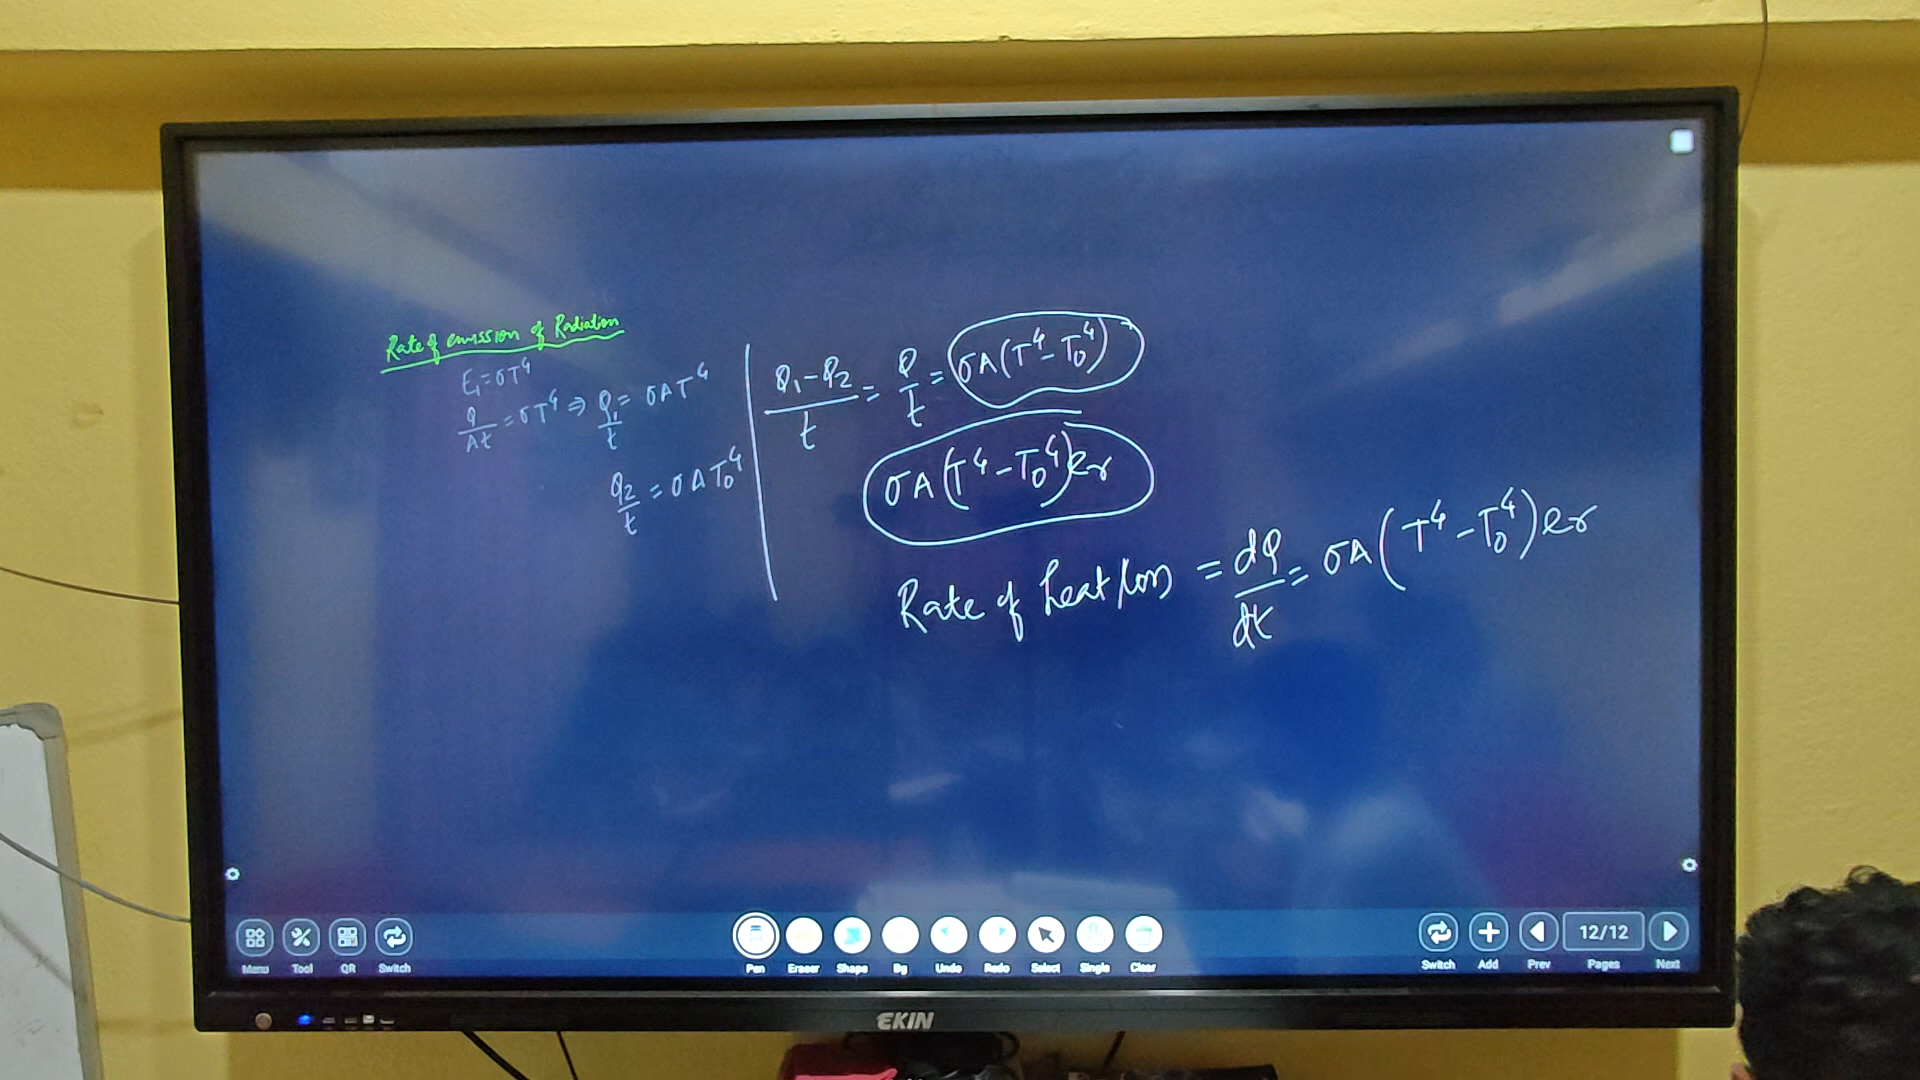 Rate of emission of Radiation
E₁ = σT⁴
Q/At = σT⁴ ⇒ Q₁/t = σAT⁴
Q₂/t = σAT₀⁴
(Q₁ - Q₂)/t = Q/t = σA(T⁴ - T₀⁴)
σA(T⁴ - T₀⁴)er
Rate of heat loss = dQ/dt = σA(T⁴ - T₀⁴)er
Menu Tool QR Switch
Pen Eraser Shape Bg Undo Redo Select Single Clear
Switch Add Prev 12/12 Pages Next
EKIN